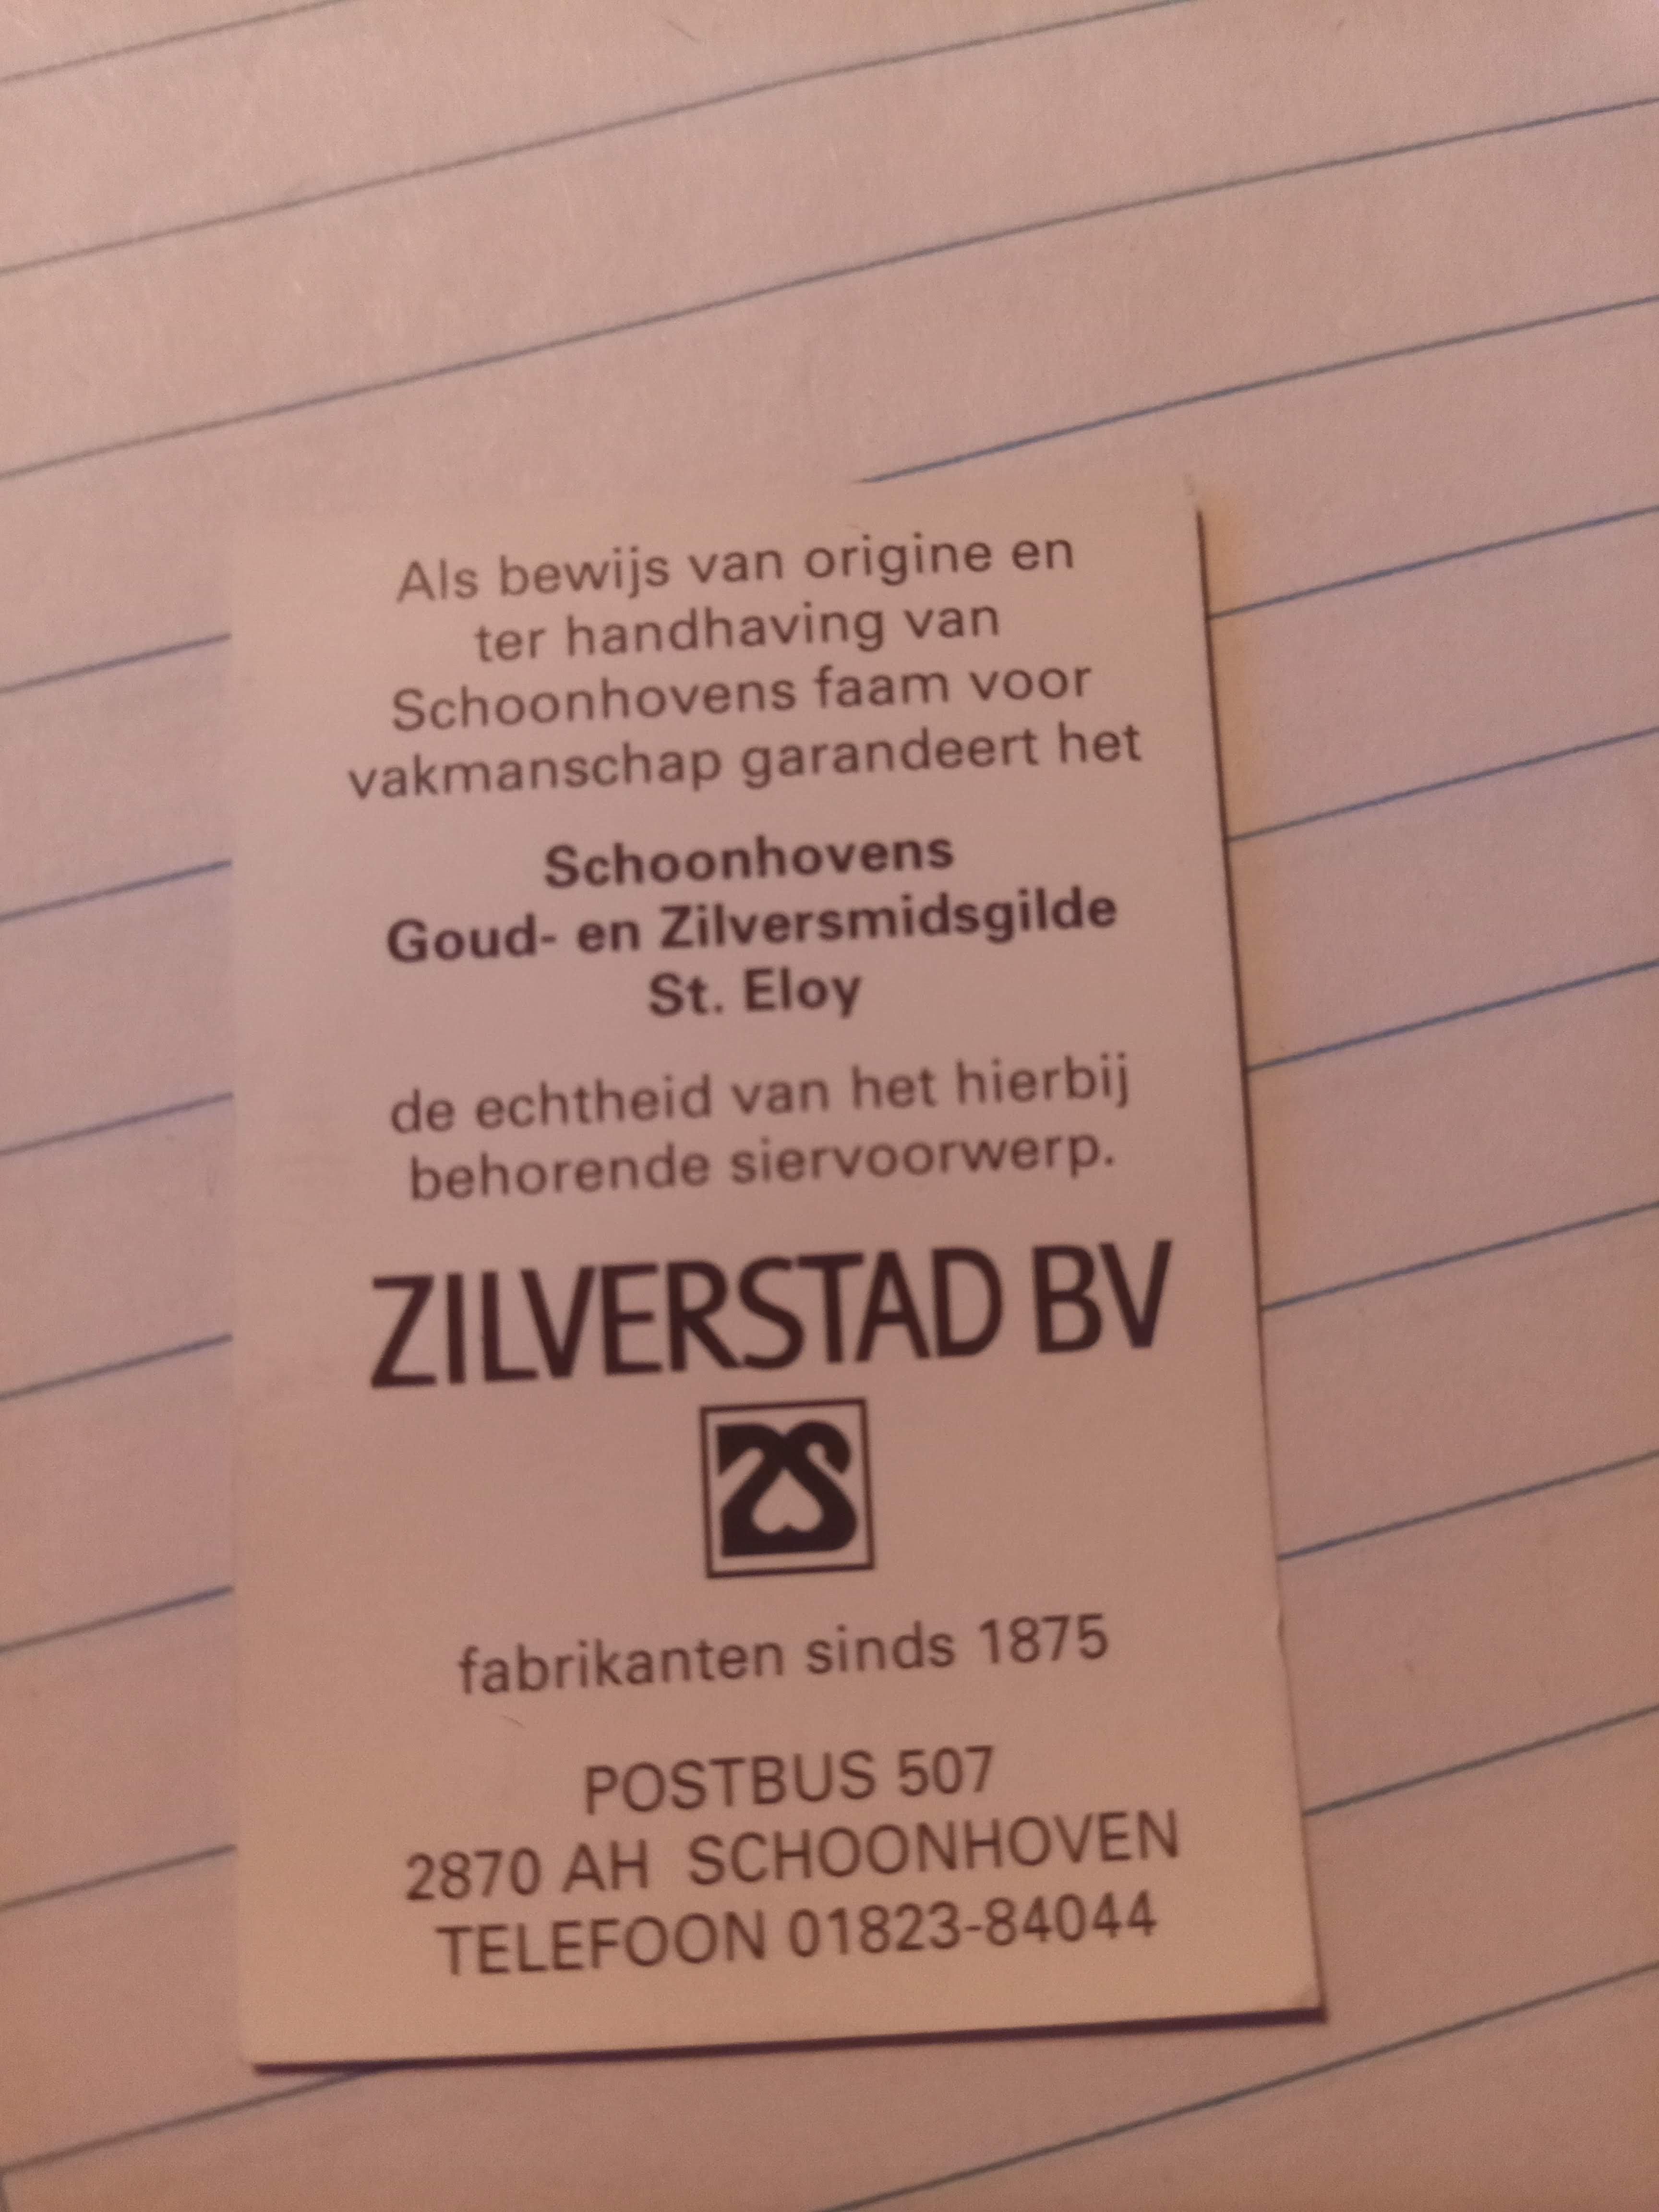 Als bewijs van origine en
ter handhaving van
Schoonhovens faam voor
vakmanschap garandeert het
Schoonhovens
Goud- en Zilversmidsgilde
St. Eloy
de echtheid van het hierbij
behorende siervoorwerp.
ZILVERSTAD BV
ZS
fabrikanten sinds 1875
POSTBUS 507
2870 AH SCHOONHOVEN
TELEFOON 01823-84044